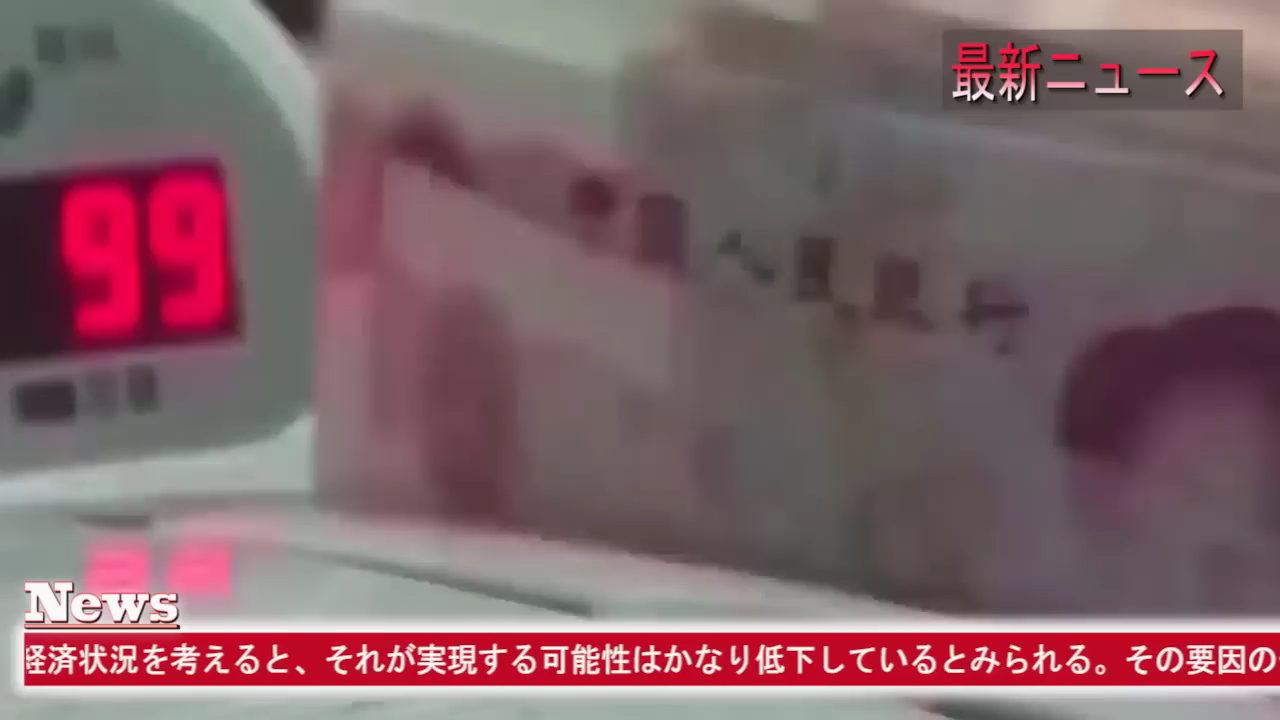 最新ニュース
99
News
経済状況を考えると、それが実現する可能性はかなり低下しているとみられる。その要因の